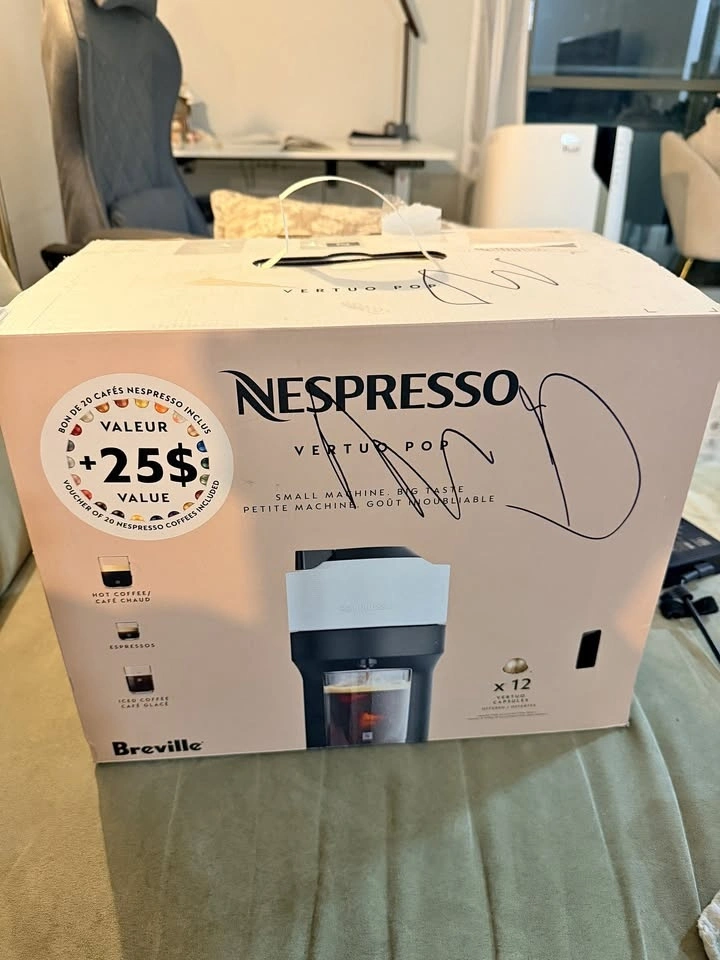 VERTUO POP
NESPRESSO
VERTUO POP
SMALL MACHINE. BIG TASTE
PETITE MACHINE. GOÛT INOUBLIABLE
BON DE 20 CAFÉS NESPRESSO INCLUS
VALEUR
+25$
VALUE
VOUCHER OF 20 NESPRESSO COFFEES INCLUDED
HOT COFFEE/
CAFÉ CHAUD
ESPRESSOS
ICED COFFEE
CAFÉ GLACÉ
x 12
VERTUO
CAPSULES
Breville